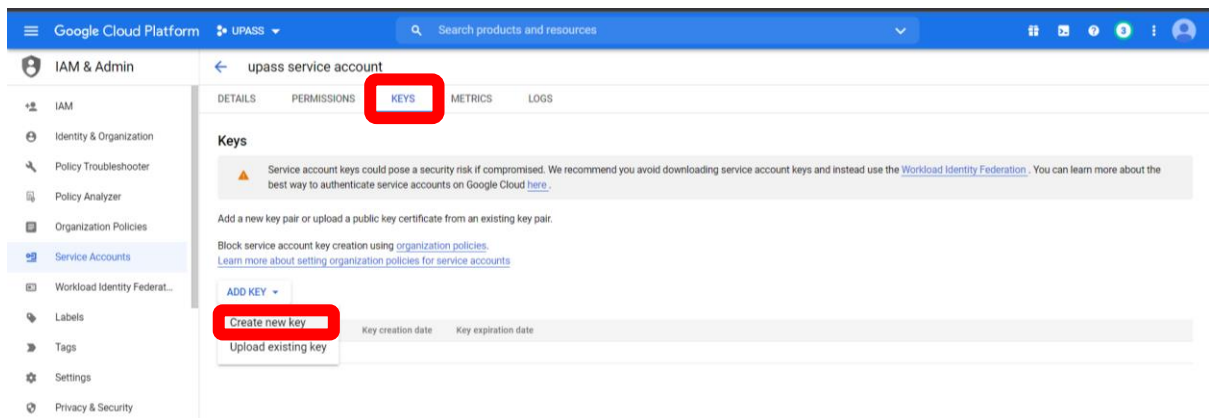 Google Cloud Platform UPASS Search products and resources 3
IAM & Admin
upass service account
IAM
Identity & Organization
Policy Troubleshooter
Policy Analyzer
Organization Policies
Service Accounts
Workload Identity Federat...
Labels
Tags
Settings
Privacy & Security
DETAILS PERMISSIONS KEYS METRICS LOGS
Keys
Service account keys could pose a security risk if compromised. We recommend you avoid downloading service account keys and instead use the Workload Identity Federation . You can learn more about the
best way to authenticate service accounts on Google Cloud here .
Add a new key pair or upload a public key certificate from an existing key pair.
Block service account key creation using organization policies.
Learn more about setting organization policies for service accounts
ADD KEY
Create new key
Key creation date Key expiration date
Upload existing key